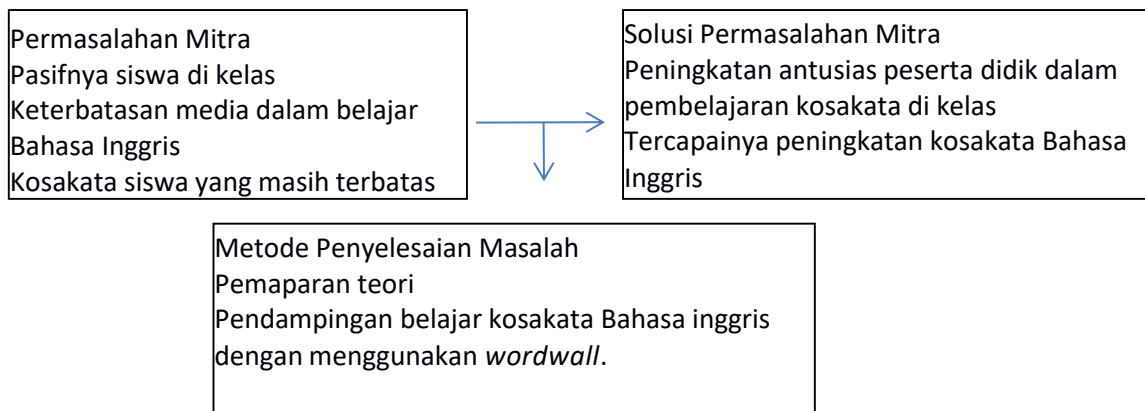 Permasalahan Mitra
Pasifnya siswa di kelas
Keterbatasan media dalam belajar
Bahasa Inggris
Kosakata siswa yang masih terbatas
Solusi Permasalahan Mitra
Peningkatan antusias peserta didik dalam
pembelajaran kosakata di kelas
Tercapainya peningkatan kosakata Bahasa
Inggris
Metode Penyelesaian Masalah
Pemaparan teori
Pendampingan belajar kosakata Bahasa inggris
dengan menggunakan wordwall.